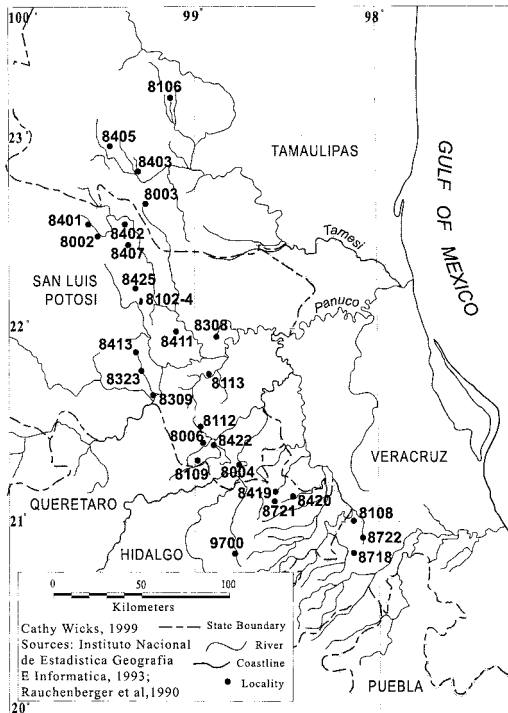 100°
99°
98°
8106
23°
8405
TAMAULIPAS
8403
GULF OF MEXICO
8003
8401
8402
8002
8407
Tamesi
SAN LUIS
POTOSI
8425
8102-4
Panuco
22°
8411
8308
8413
8323
8113
8309
8112
8006
8422
8109
8004
VERACRUZ
QUERETARO
8419
8721
8420
8108
21°
8722
HIDALGO
9700
8718
0 50 100
Kilometers
Cathy Wicks, 1999
Sources: Instituto Nacional
de Estadistica Geografia
E Informatica, 1993;
Rauchenberger et al,1990
State Boundary
River
Coastline
Locality
PUEBLA
20°